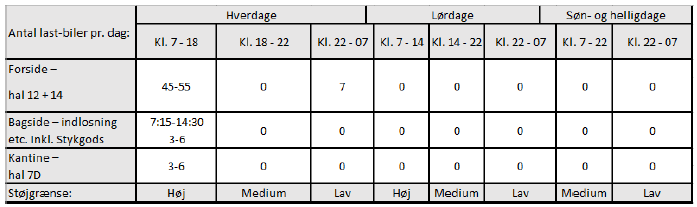 Antal last-biler pr. dag: Hverdage Lørdage Søn- og helligdage
Kl. 7 - 18 Kl. 18 - 22 Kl. 22 - 07 Kl. 7 - 14 Kl. 14 - 22 Kl. 22 - 07 Kl. 7 - 22 Kl. 22 - 07
Forside –
hal 12 + 14 45-55 0 7 0 0 0 0 0
Bagside – indlosning 7:15-14:30
etc. Inkl. Stykgods 3-6 0 0 0 0 0 0 0
Kantine –
hal 7D 3-6 0 0 0 0 0 0 0
Støjgrænse: Høj Medium Lav Høj Medium Lav Medium Lav